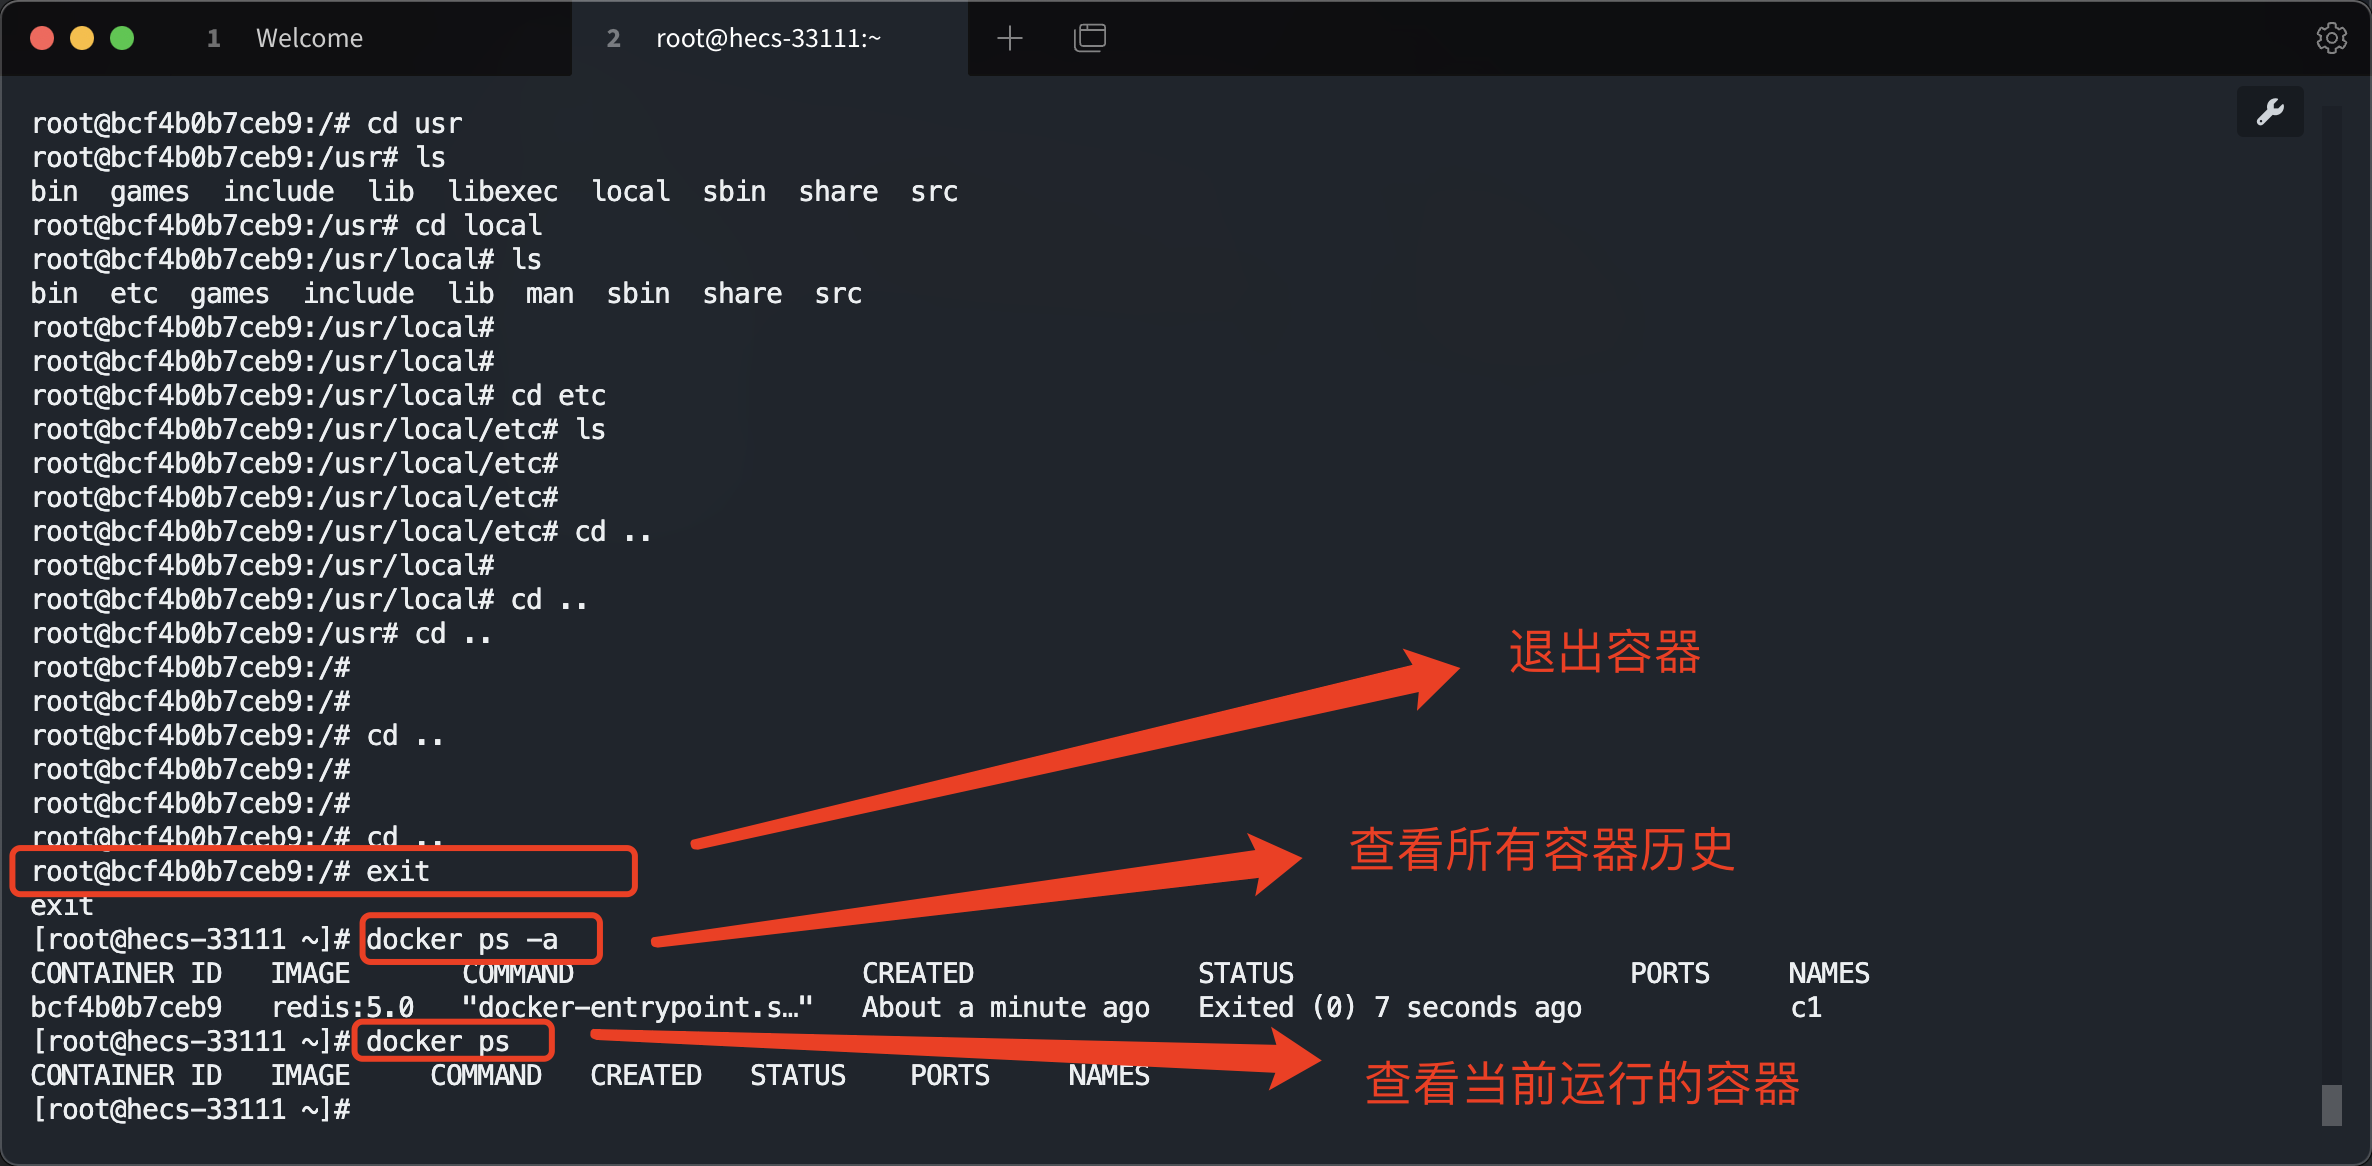 1 Welcome 2 root@hecs-33111:~
root@bcf4b0b7ceb9:/# cd usr
root@bcf4b0b7ceb9:/usr# ls
bin games include lib libexec local sbin share src
root@bcf4b0b7ceb9:/usr# cd local
root@bcf4b0b7ceb9:/usr/local# ls
bin etc games include lib man sbin share src
root@bcf4b0b7ceb9:/usr/local#
root@bcf4b0b7ceb9:/usr/local#
root@bcf4b0b7ceb9:/usr/local# cd etc
root@bcf4b0b7ceb9:/usr/local/etc# ls
root@bcf4b0b7ceb9:/usr/local/etc#
root@bcf4b0b7ceb9:/usr/local/etc#
root@bcf4b0b7ceb9:/usr/local/etc# cd ..
root@bcf4b0b7ceb9:/usr/local#
root@bcf4b0b7ceb9:/usr/local# cd ..
root@bcf4b0b7ceb9:/usr# cd ..
root@bcf4b0b7ceb9:/#
root@bcf4b0b7ceb9:/#
root@bcf4b0b7ceb9:/# cd ..
root@bcf4b0b7ceb9:/#
root@bcf4b0b7ceb9:/#
root@bcf4b0b7ceb9:/# cd ..
root@bcf4b0b7ceb9:/# exit
退出容器
exit
[root@hecs-33111 ~]# docker ps -a
查看所有容器历史
CONTAINER ID IMAGE COMMAND CREATED STATUS PORTS NAMES
bcf4b0b7ceb9 redis:5.0 "docker-entrypoint.s…" About a minute ago Exited (0) 7 seconds ago c1
[root@hecs-33111 ~]# docker ps
查看当前运行的容器
CONTAINER ID IMAGE COMMAND CREATED STATUS PORTS NAMES
[root@hecs-33111 ~]#